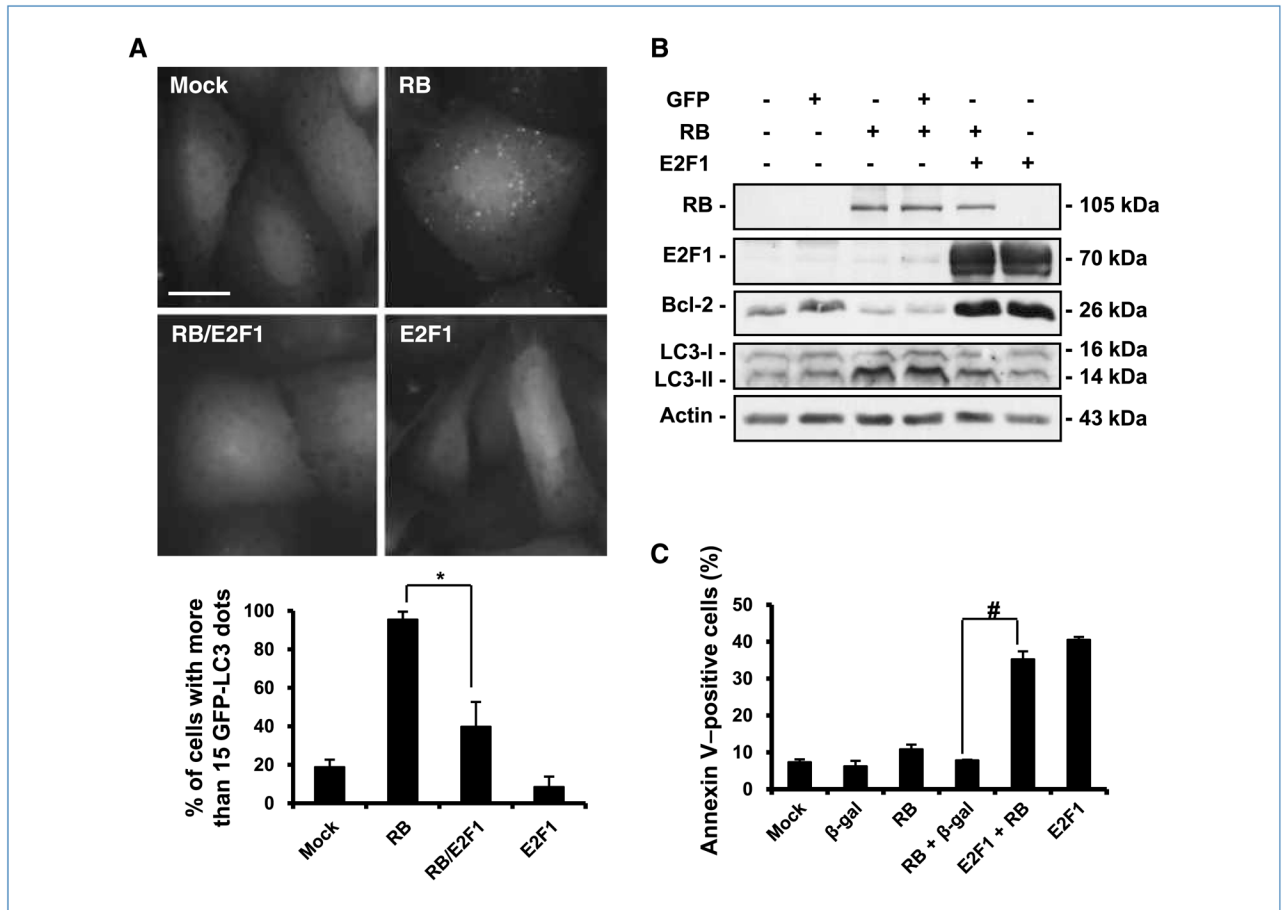 A
Mock
RB
RB/E2F1
E2F1
*
% of cells with more
than 15 GFP-LC3 dots
100
80
60
40
20
0
Mock
RB
RB/E2F1
E2F1
B
GFP - + - + - -
RB - - + + + -
E2F1 - - - - + +
RB - - 105 kDa
E2F1 - - 70 kDa
Bcl-2 - - 26 kDa
LC3-I - - 16 kDa
LC3-II - - 14 kDa
Actin - - 43 kDa
C
Annexin V–positive cells (%)
50
40
30
20
10
0
#
Mock
β-gal
RB
RB + β-gal
E2F1 + RB
E2F1